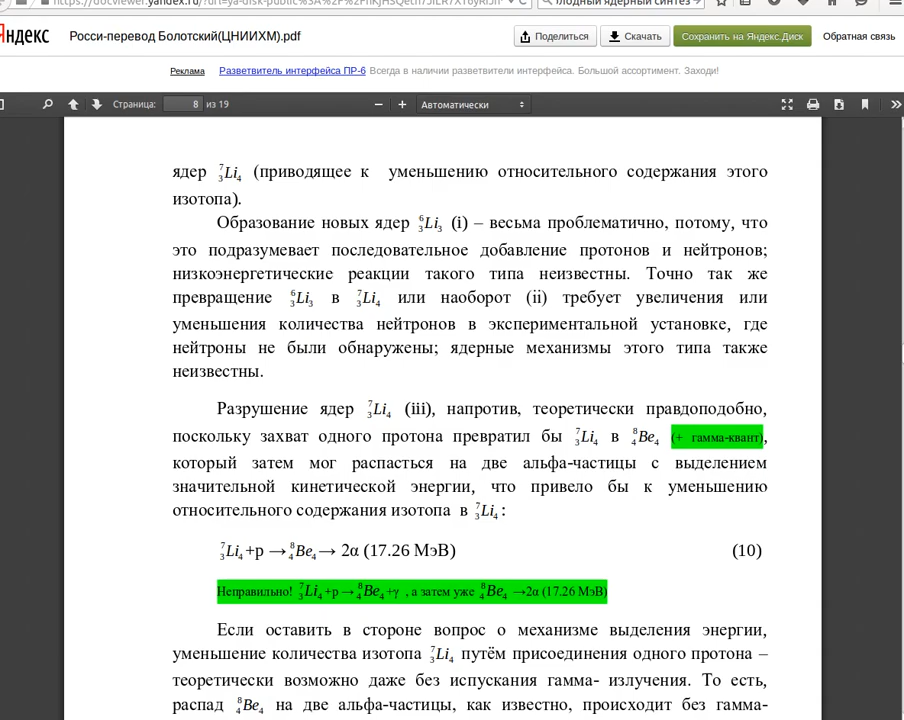 https://docviewer.yandex.ru/?url=ya-disk-public%3A%2F%2F
Яндекс Росси-перевод Болотский(ЦНИИХМ).pdf Поделиться Скачать Сохранить на Яндекс.Диск Обратная связь
Реклама Разветвитель интерфейса ПР-6 Всегда в наличии разветвители интерфейса. Большой ассортимент. Заходи!
Страница: 8 из 19 − + Автоматически
ядер ⁷₃Li₄ (приводящее к уменьшению относительного содержания этого
изотопа).
Образование новых ядер ⁶₃Li₃ (i) – весьма проблематично, потому, что
это подразумевает последовательное добавление протонов и нейтронов;
низкоэнергетические реакции такого типа неизвестны. Точно так же
превращение ⁶₃Li₃ в ⁷₃Li₄ или наоборот (ii) требует увеличения или
уменьшения количества нейтронов в экспериментальной установке, где
нейтроны не были обнаружены; ядерные механизмы этого типа также
неизвестны.
Разрушение ядер ⁷₃Li₄ (iii), напротив, теоретически правдоподобно,
поскольку захват одного протона превратил бы ⁷₃Li₄ в ⁸₄Be₄ (+ гамма-квант),
который затем мог распасться на две альфа-частицы с выделением
значительной кинетической энергии, что привело бы к уменьшению
относительного содержания изотопа в ⁷₃Li₄:
⁷₃Li₄+p →⁸₄Be₄→ 2α (17.26 МэВ) (10)
Неправильно! ⁷₃Li₄+p → ⁸₄Be₄+γ , а затем уже ⁸₄Be₄ →2α (17.26 МэВ)
Если оставить в стороне вопрос о механизме выделения энергии,
уменьшение количества изотопа ⁷₃Li₄ путём присоединения одного протона –
теоретически возможно даже без испускания гамма- излучения. То есть,
распад ⁸₄Be₄ на две альфа-частицы, как известно, происходит без гамма-